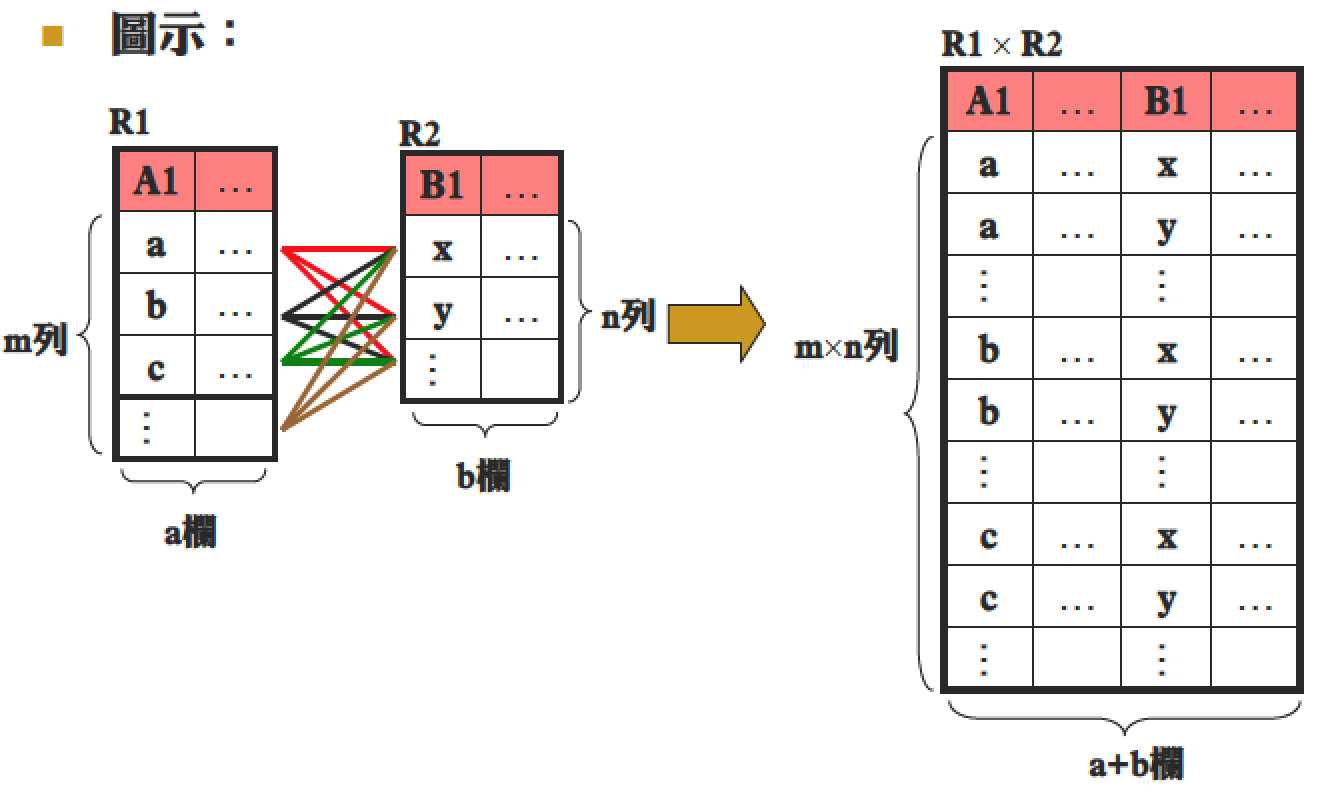 圖示：
R1
A1 …
a …
b …
c …
⋮
m列
a欄
R2
B1 …
x …
y …
⋮
n列
b欄
R1 × R2
A1 … B1 …
a … x …
a … y …
⋮ ⋮
b … x …
b … y …
⋮ ⋮
c … x …
c … y …
⋮ ⋮
m×n列
a+b欄